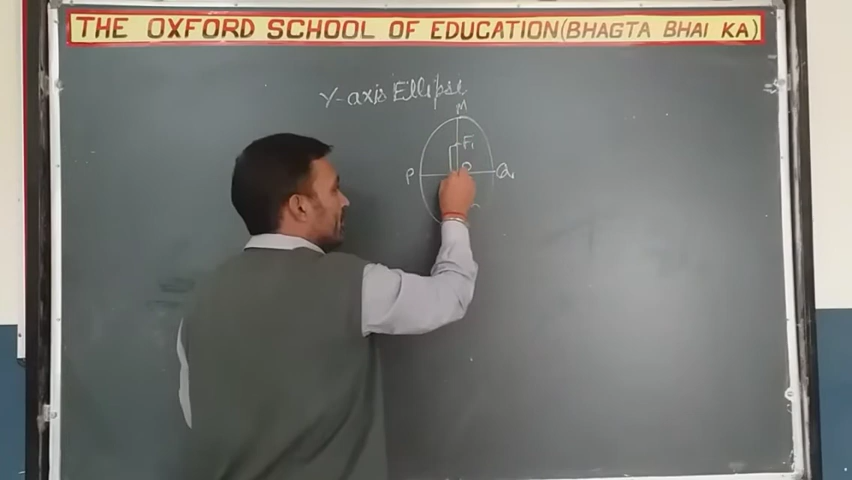 THE OXFORD SCHOOL OF EDUCATION(BHAGTA BHAI KA)
Y-axis Ellipse
M
F1
P O Q